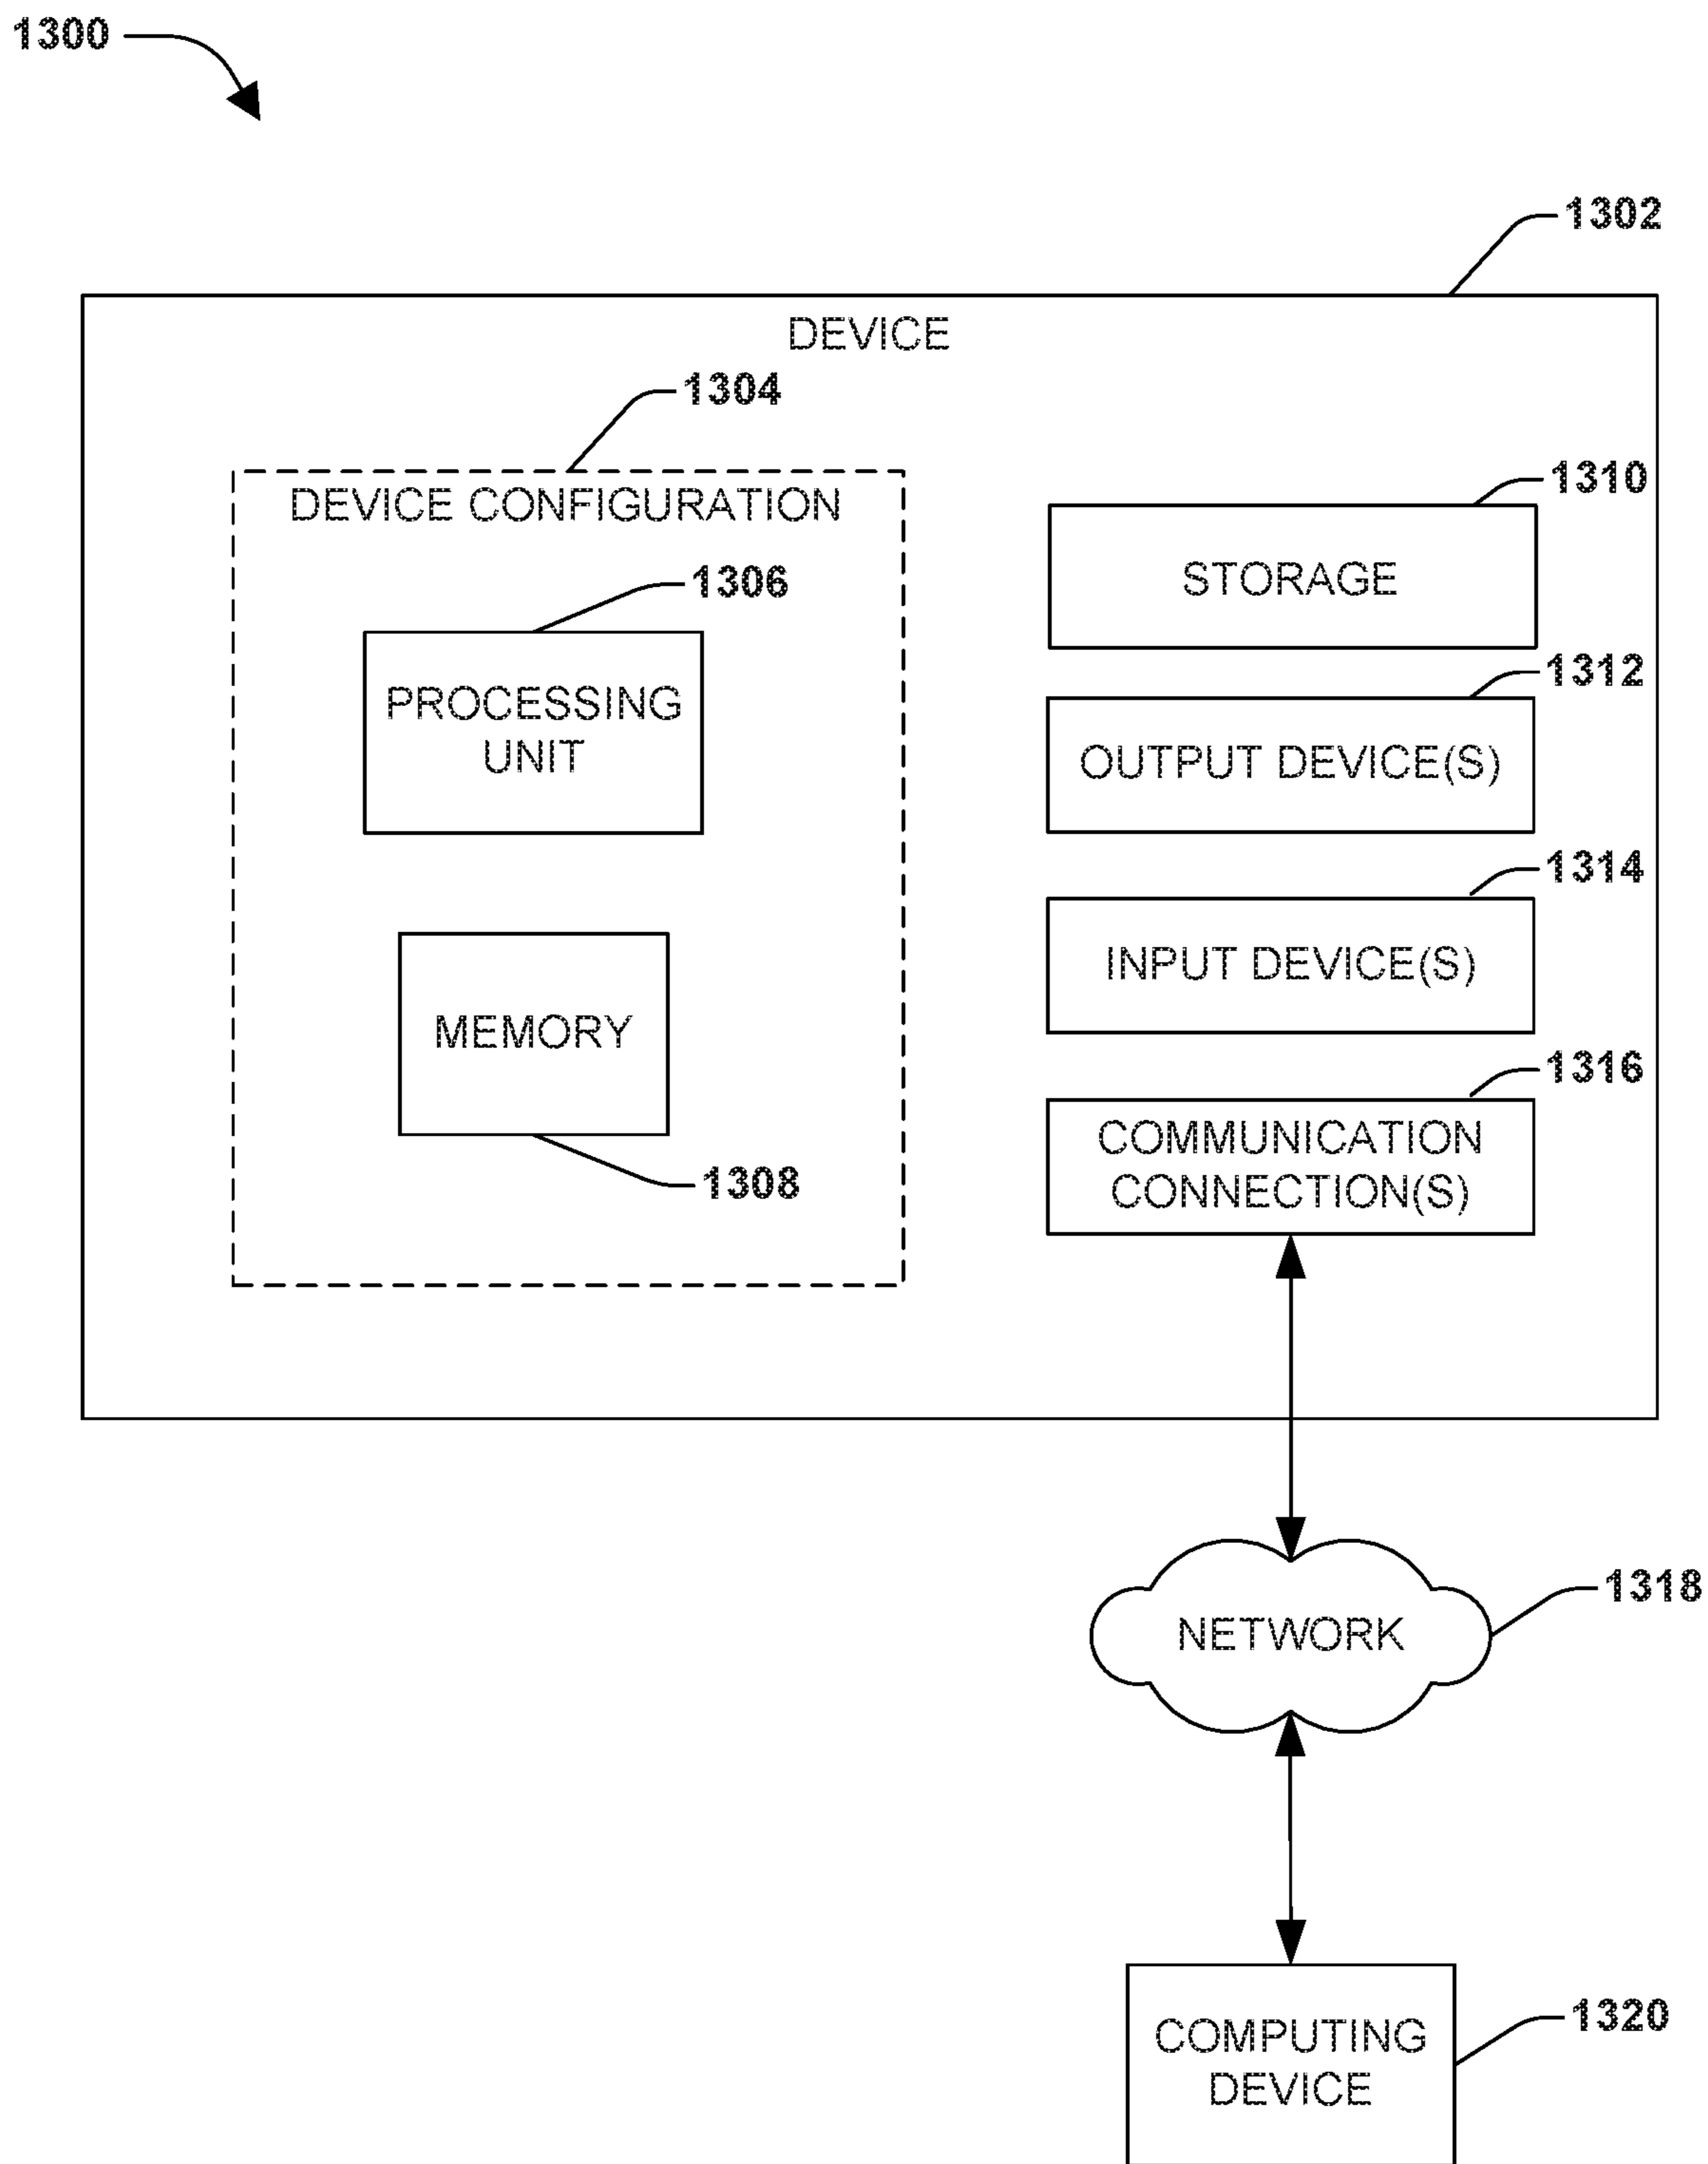 1300
1302
DEVICE
1304
DEVICE CONFIGURATION
1306
PROCESSING
UNIT
MEMORY
1308
1310
STORAGE
1312
OUTPUT DEVICE(S)
1314
INPUT DEVICE(S)
1316
COMMUNICATION
CONNECTION(S)
1318
NETWORK
1320
COMPUTING
DEVICE